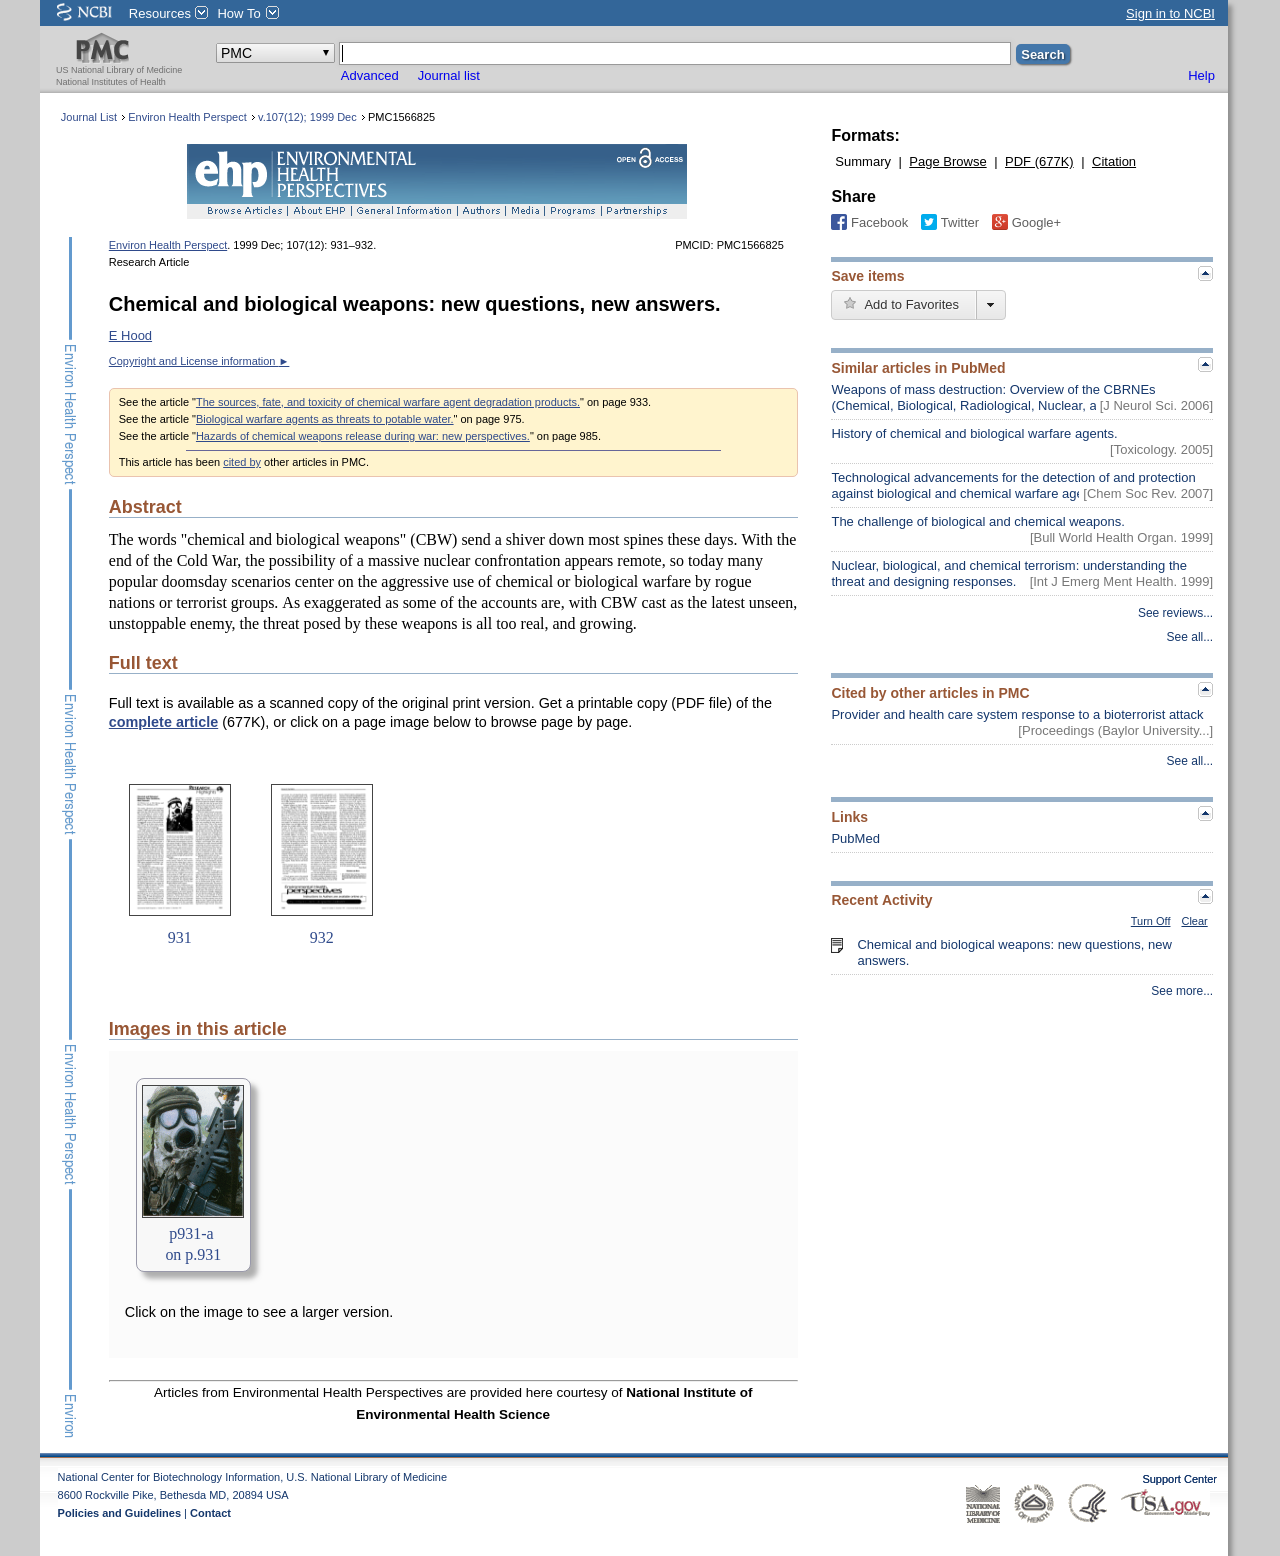 NCBI Resources How To Sign in to NCBI
PMC
US National Library of Medicine
National Institutes of Health
PMC Search
Advanced Journal list Help
Journal List Environ Health Perspect v.107(12); 1999 Dec PMC1566825
ehp ENVIRONMENTAL
HEALTH
PERSPECTIVES
OPEN ACCESS
Browse Articles | About EHP | General Information | Authors | Media | Programs | Partnerships
Environ Health Perspect. 1999 Dec; 107(12): 931–932. PMCID: PMC1566825
Research Article
Chemical and biological weapons: new questions, new answers.
E Hood
Copyright and License information ►
See the article "The sources, fate, and toxicity of chemical warfare agent degradation products." on page 933.
See the article "Biological warfare agents as threats to potable water." on page 975.
See the article "Hazards of chemical weapons release during war: new perspectives." on page 985.
This article has been cited by other articles in PMC.
Abstract
The words "chemical and biological weapons" (CBW) send a shiver down most spines these days. With the
end of the Cold War, the possibility of a massive nuclear confrontation appears remote, so today many
popular doomsday scenarios center on the aggressive use of chemical or biological warfare by rogue
nations or terrorist groups. As exaggerated as some of the accounts are, with CBW cast as the latest unseen,
unstoppable enemy, the threat posed by these weapons is all too real, and growing.
Full text
Full text is available as a scanned copy of the original print version. Get a printable copy (PDF file) of the
complete article (677K), or click on a page image below to browse page by page.
931
932
Images in this article
p931-a
on p.931
Click on the image to see a larger version.
Articles from Environmental Health Perspectives are provided here courtesy of National Institute of
Environmental Health Science
Environ Health Perspect
Environ Health Perspect
Environ Health Perspect
Environ
Formats:
Summary | Page Browse | PDF (677K) | Citation
Share
Facebook Twitter Google+
Save items
Add to Favorites
Similar articles in PubMed
Weapons of mass destruction: Overview of the CBRNEs
(Chemical, Biological, Radiological, Nuclear, a [J Neurol Sci. 2006]
History of chemical and biological warfare agents.
[Toxicology. 2005]
Technological advancements for the detection of and protection
against biological and chemical warfare age [Chem Soc Rev. 2007]
The challenge of biological and chemical weapons.
[Bull World Health Organ. 1999]
Nuclear, biological, and chemical terrorism: understanding the
threat and designing responses. [Int J Emerg Ment Health. 1999]
See reviews...
See all...
Cited by other articles in PMC
Provider and health care system response to a bioterrorist attack
[Proceedings (Baylor University...]
See all...
Links
PubMed
Recent Activity
Turn Off Clear
Chemical and biological weapons: new questions, new
answers.
See more...
National Center for Biotechnology Information, U.S. National Library of Medicine
8600 Rockville Pike, Bethesda MD, 20894 USA
Policies and Guidelines | Contact
Support Center
NATIONAL
LIBRARY OF
MEDICINE
NATIONAL INSTITUTES OF HEALTH
USA.gov
Government Made Easy